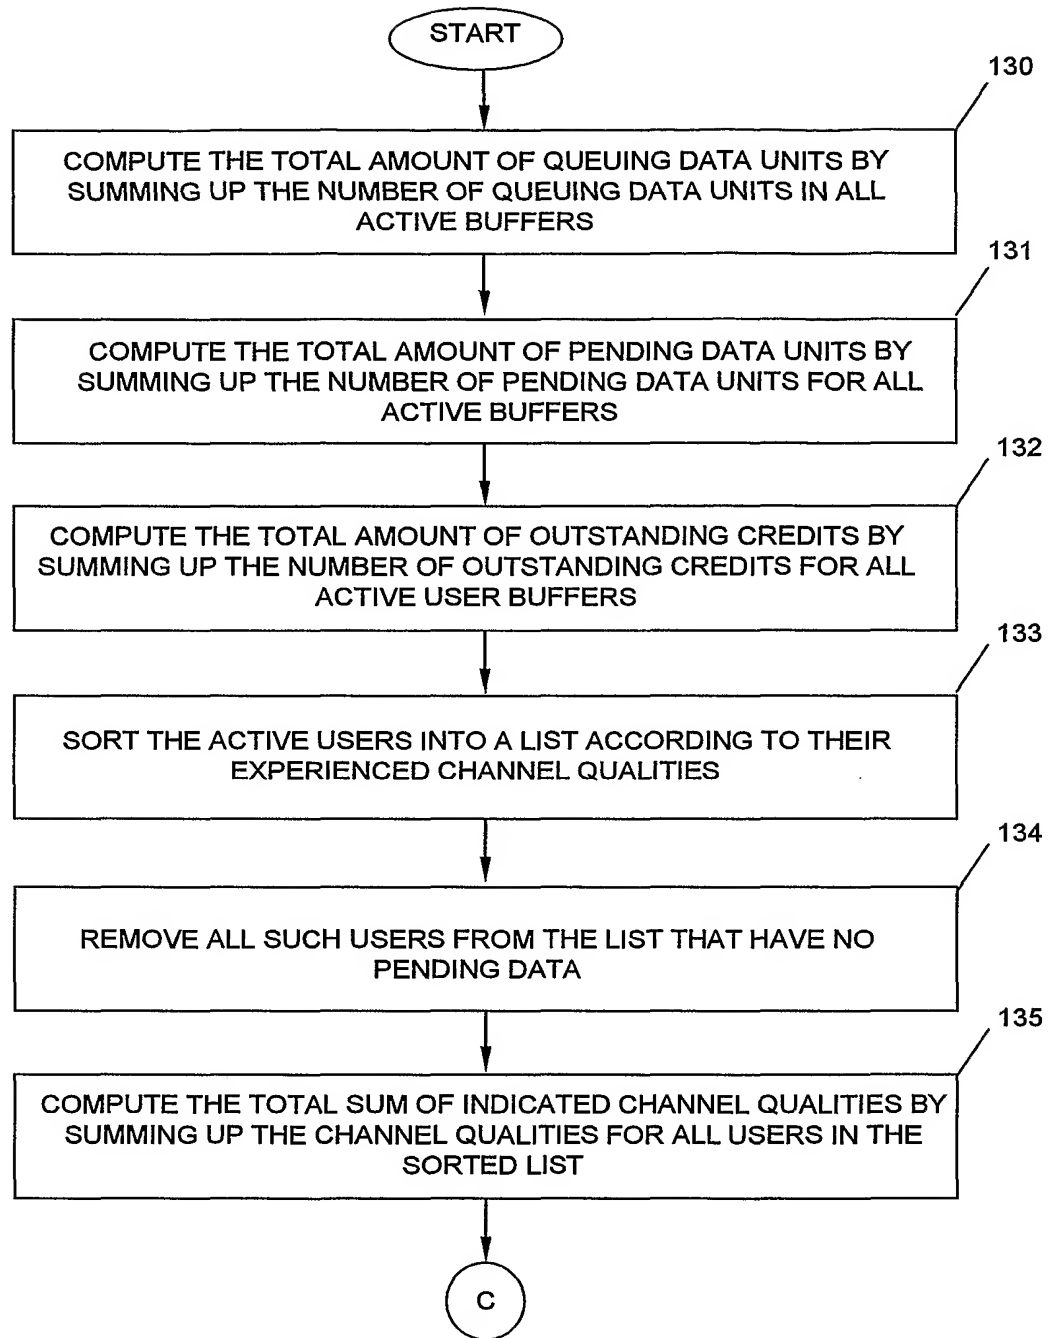 START
130
COMPUTE THE TOTAL AMOUNT OF QUEUING DATA UNITS BY
SUMMING UP THE NUMBER OF QUEUING DATA UNITS IN ALL
ACTIVE BUFFERS
131
COMPUTE THE TOTAL AMOUNT OF PENDING DATA UNITS BY
SUMMING UP THE NUMBER OF PENDING DATA UNITS FOR ALL
ACTIVE BUFFERS
132
COMPUTE THE TOTAL AMOUNT OF OUTSTANDING CREDITS BY
SUMMING UP THE NUMBER OF OUTSTANDING CREDITS FOR ALL
ACTIVE USER BUFFERS
133
SORT THE ACTIVE USERS INTO A LIST ACCORDING TO THEIR
EXPERIENCED CHANNEL QUALITIES
134
REMOVE ALL SUCH USERS FROM THE LIST THAT HAVE NO
PENDING DATA
135
COMPUTE THE TOTAL SUM OF INDICATED CHANNEL QUALITIES BY
SUMMING UP THE CHANNEL QUALITIES FOR ALL USERS IN THE
SORTED LIST
C